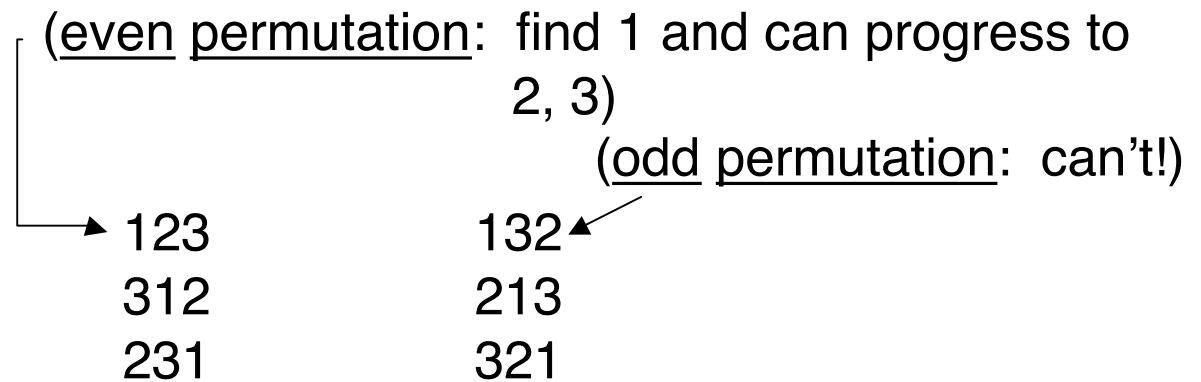 (even permutation: find 1 and can progress to
2, 3)
(odd permutation: can't!)
123 132
312 213
231 321